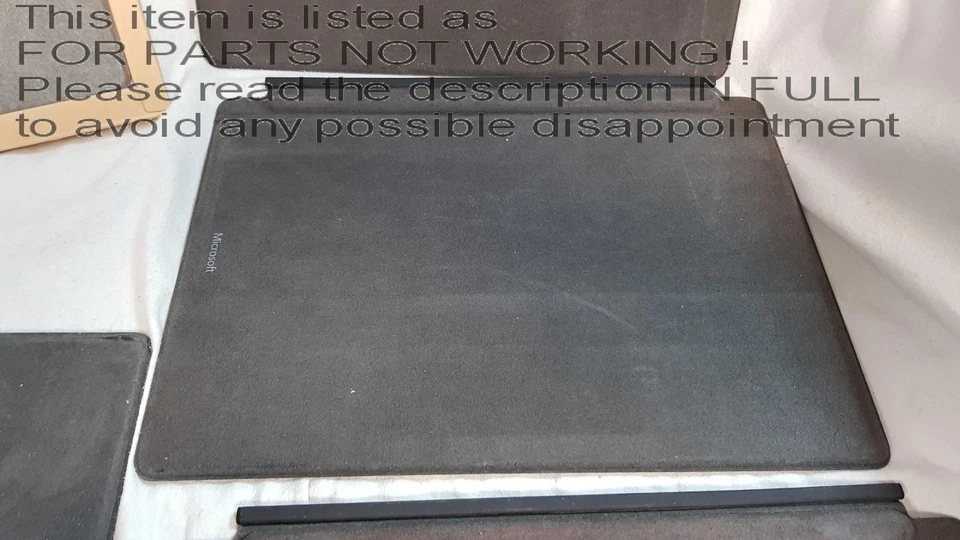 This item is listed as
FOR PARTS NOT WORKING!!
Please read the description IN FULL
to avoid any possible disappointment
Microsoft